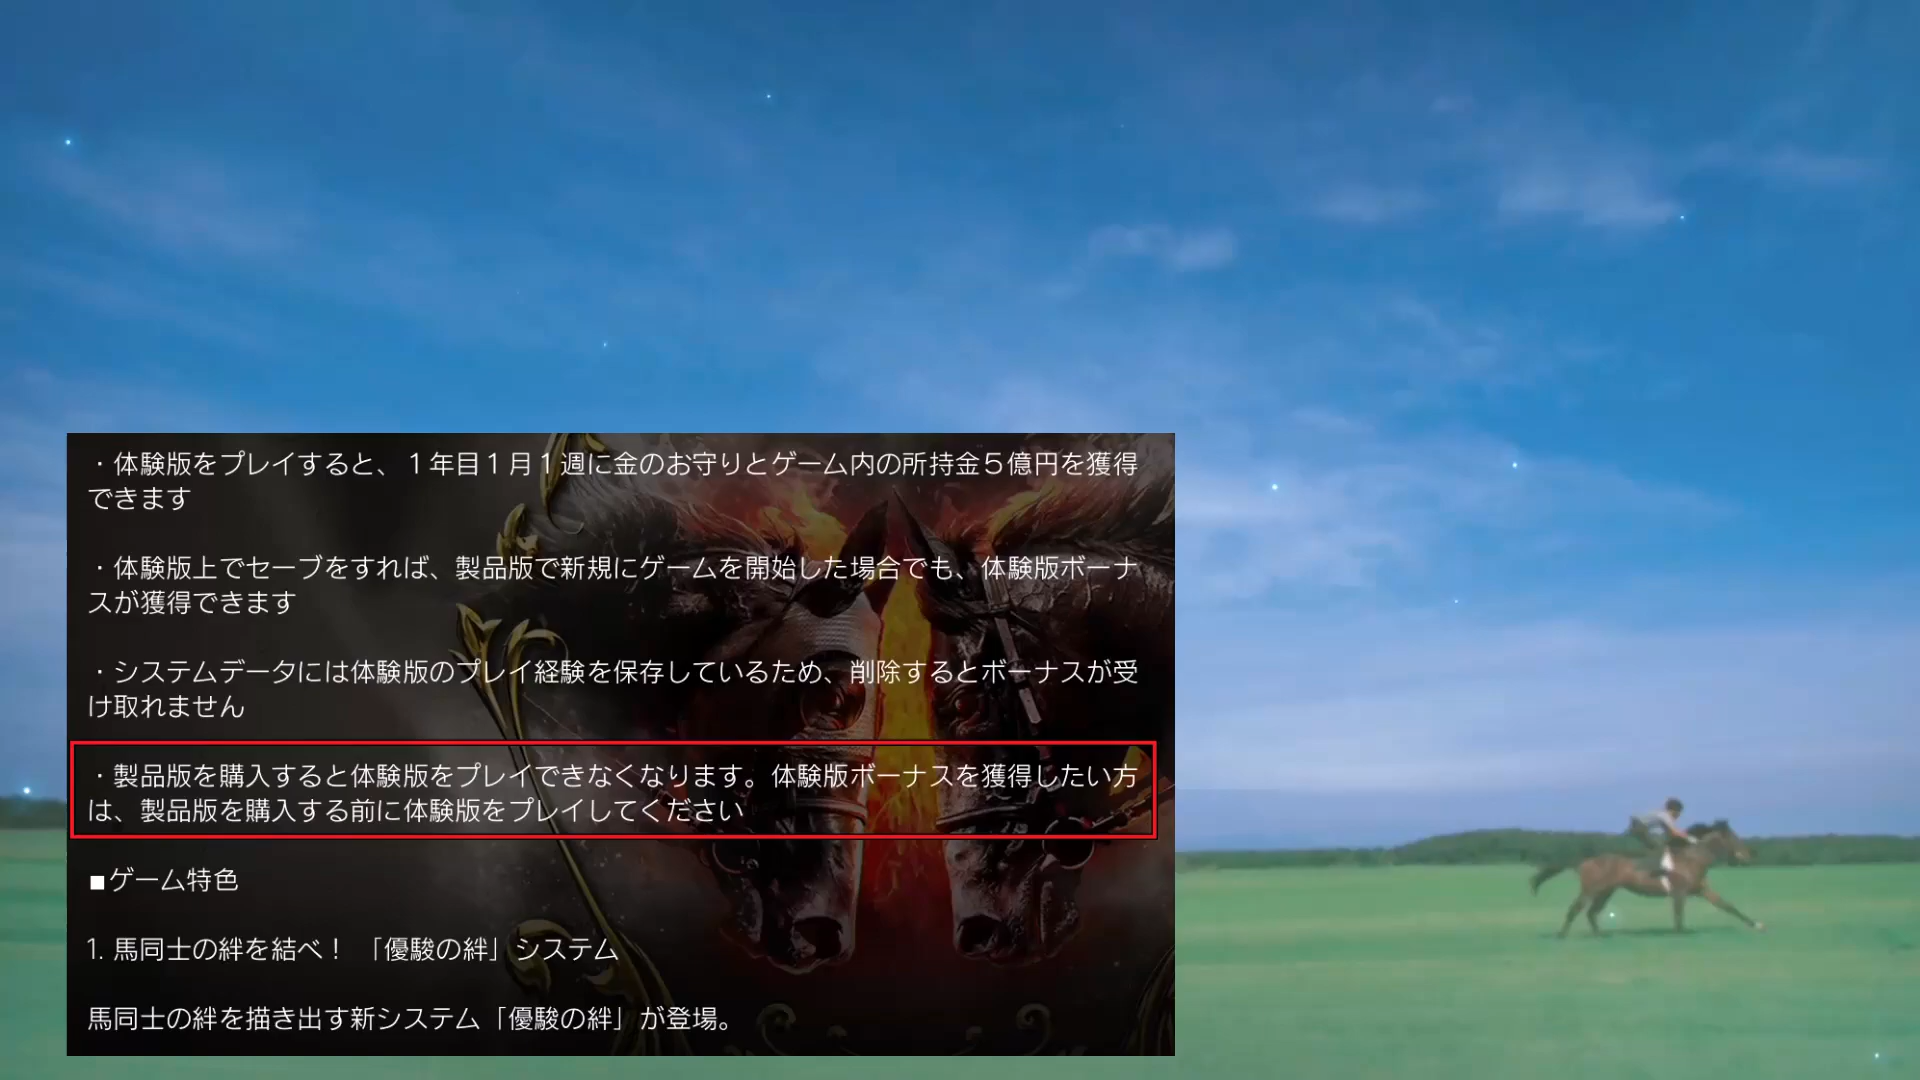 ・体験版をプレイすると、１年目１月１週に金のお守りとゲーム内の所持金５億円を獲得
できます
・体験版上でセーブをすれば、製品版で新規にゲームを開始した場合でも、体験版ボーナ
スが獲得できます
・システムデータには体験版のプレイ経験を保存しているため、削除するとボーナスが受
け取れません
・製品版を購入すると体験版をプレイできなくなります。体験版ボーナスを獲得したい方
は、製品版を購入する前に体験版をプレイしてください
■ゲーム特色
1. 馬同士の絆を結べ！「優駿の絆」システム
馬同士の絆を描き出す新システム「優駿の絆」が登場。